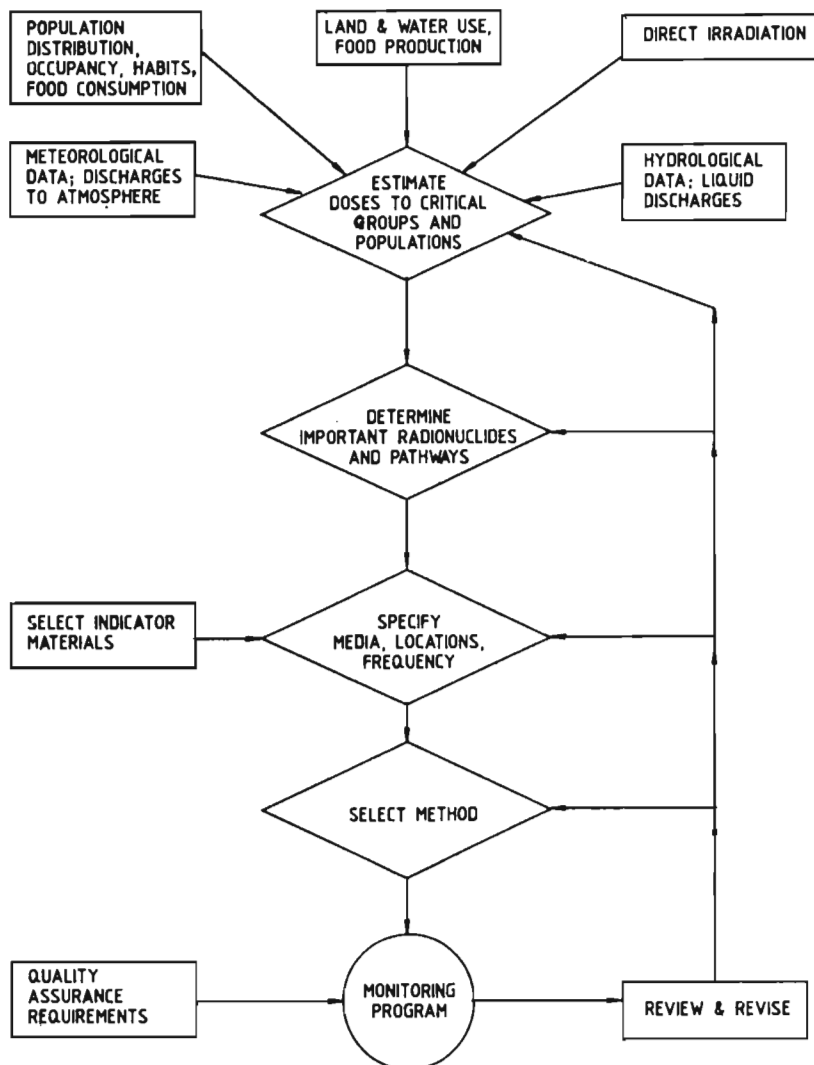 POPULATION
DISTRIBUTION,
OCCUPANCY, HABITS,
FOOD CONSUMPTION
LAND & WATER USE,
FOOD PRODUCTION
DIRECT IRRADIATION
METEOROLOGICAL
DATA; DISCHARGES
TO ATMOSPHERE
ESTIMATE
DOSES TO CRITICAL
GROUPS AND
POPULATIONS
HYDROLOGICAL
DATA; LIQUID
DISCHARGES
DETERMINE
IMPORTANT RADIONUCLIDES
AND PATHWAYS
SELECT INDICATOR
MATERIALS
SPECIFY
MEDIA, LOCATIONS,
FREQUENCY
SELECT METHOD
QUALITY
ASSURANCE
REQUIREMENTS
MONITORING
PROGRAM
REVIEW & REVISE